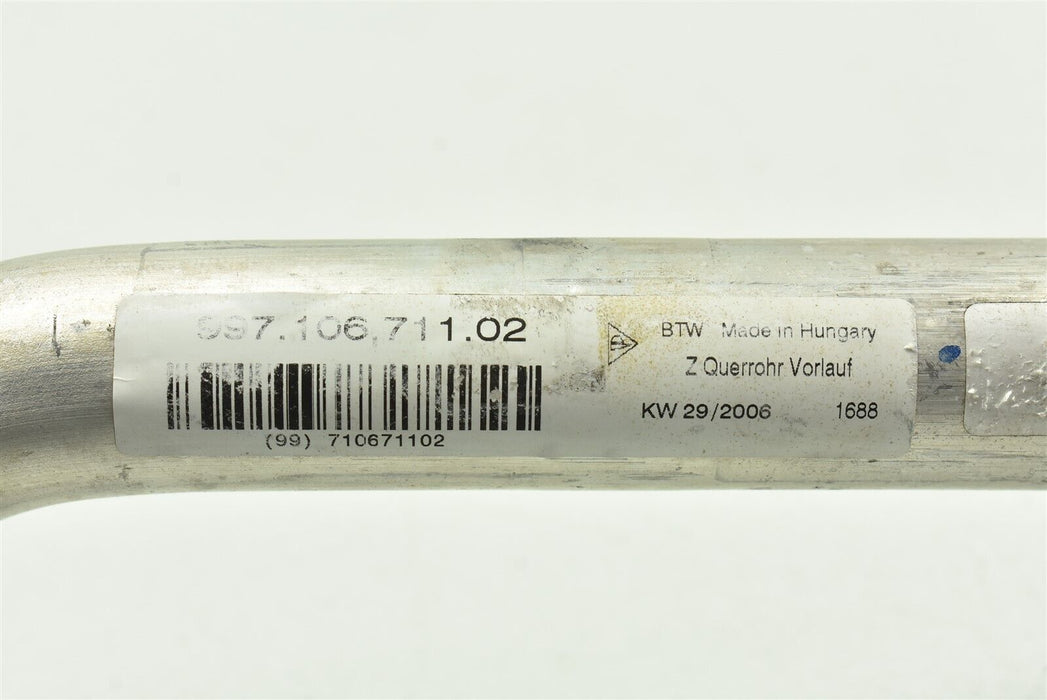 997.106.711.02
(99) 710671102
BTW Made in Hungary
Z Querrohr Vorlauf
KW 29/2006 1688